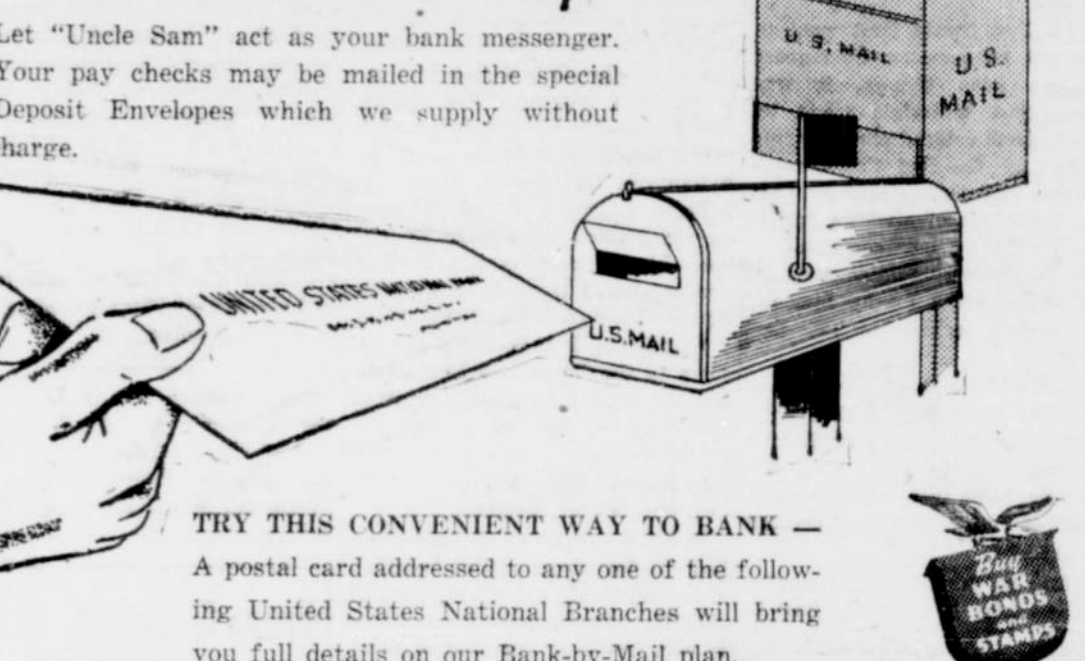 Let "Uncle Sam" act as your bank messenger.
Your pay checks may be mailed in the special
Deposit Envelopes which we supply without
charge.
U. S. MAIL
U S.
MAIL
UNITED STATES NATIONAL BANK
U.S. MAIL
TRY THIS CONVENIENT WAY TO BANK —
A postal card addressed to any one of the follow-
ing United States National Branches will bring
you full details on our Bank-by-Mail plan.
Buy
WAR
BONDS
and
STAMPS